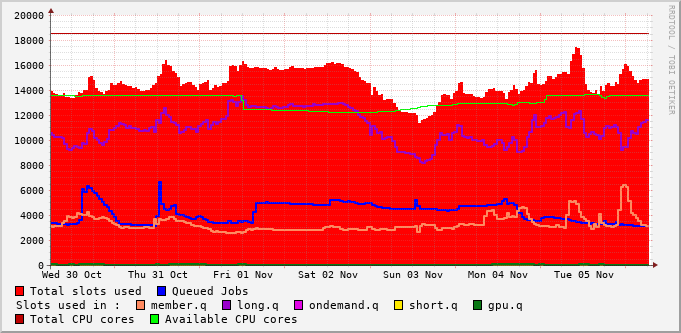 20000
18000
16000
14000
12000
10000
8000
6000
4000
2000
0
Wed 30 Oct Thu 31 Oct Fri 01 Nov Sat 02 Nov Sun 03 Nov Mon 04 Nov Tue 05 Nov
RRDTOOL / TOBI OETIKER
Total slots used Queued Jobs
Slots used in : member.q long.q ondemand.q short.q gpu.q
Total CPU cores Available CPU cores